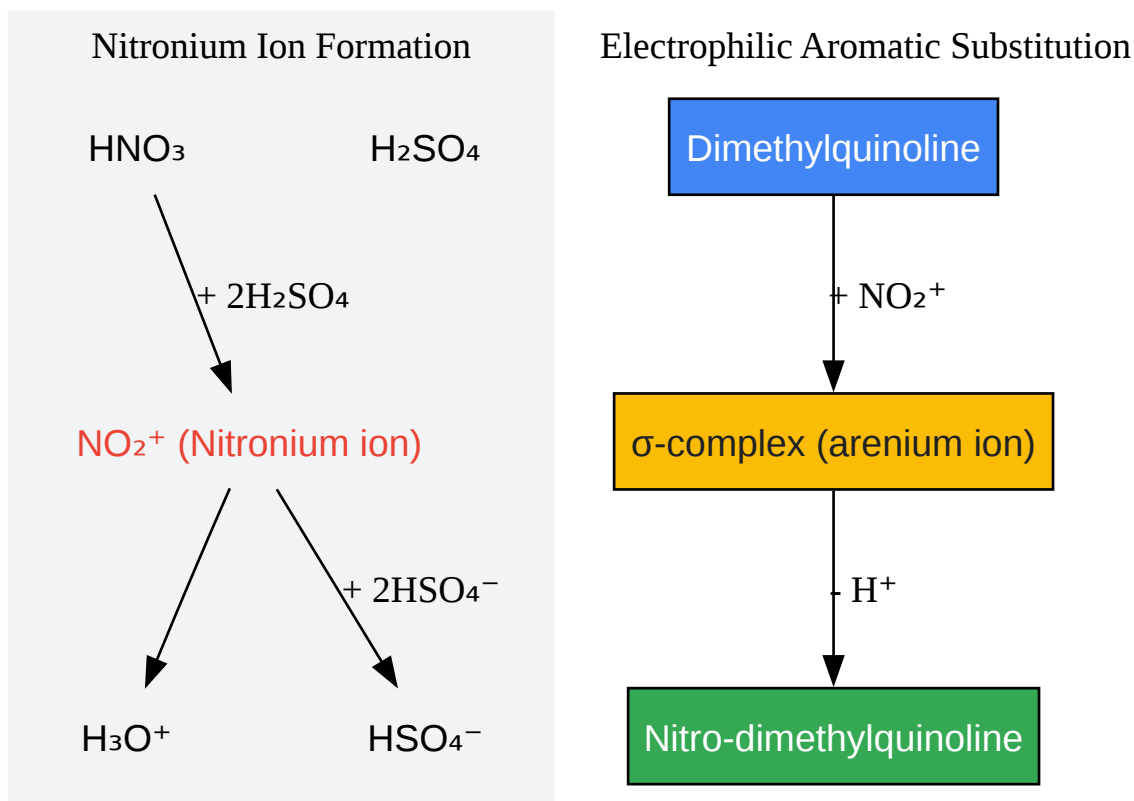 Nitronium Ion Formation
HNO₃
H₂SO₄
+ 2H₂SO₄
NO₂⁺ (Nitronium ion)
+ 2HSO₄⁻
H₃O⁺
HSO₄⁻
Electrophilic Aromatic Substitution
Dimethylquinoline
+ NO₂⁺
σ-complex (arenium ion)
- H⁺
Nitro-dimethylquinoline